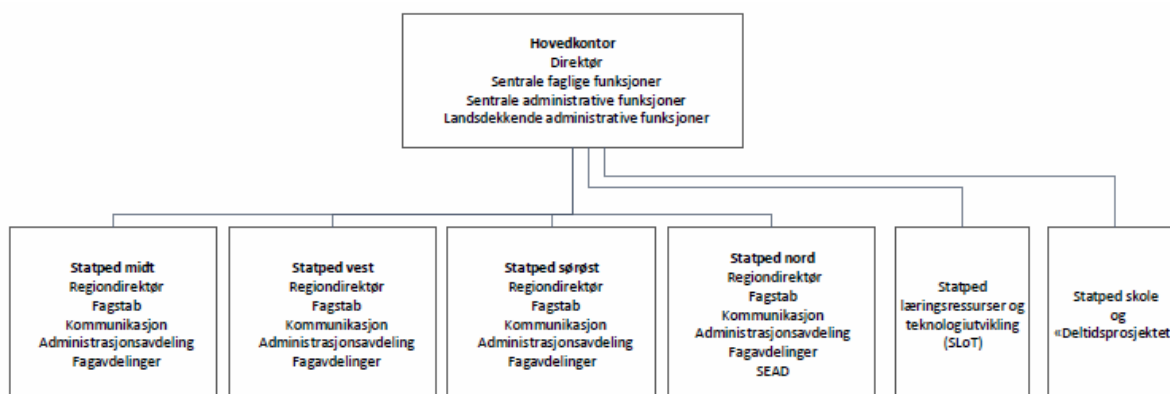 Hovedkontor
Direktør
Sentrale faglige funksjoner
Sentrale administrative funksjoner
Landsdekkende administrative funksjoner
Statped midt
Regiondirektør
Fagstab
Kommunikasjon
Administrasjonsavdeling
Fagavdelinger
Statped vest
Regiondirektør
Fagstab
Kommunikasjon
Administrasjonsavdeling
Fagavdelinger
Statped sørøst
Regiondirektør
Fagstab
Kommunikasjon
Administrasjonsavdeling
Fagavdelinger
Statped nord
Regiondirektør
Fagstab
Kommunikasjon
Administrasjonsavdeling
Fagavdelinger
SEAD
Statped
læringsressurser og
teknologiutvikling
(SLoT)
Statped skole
og
«Deltidsprosjektet